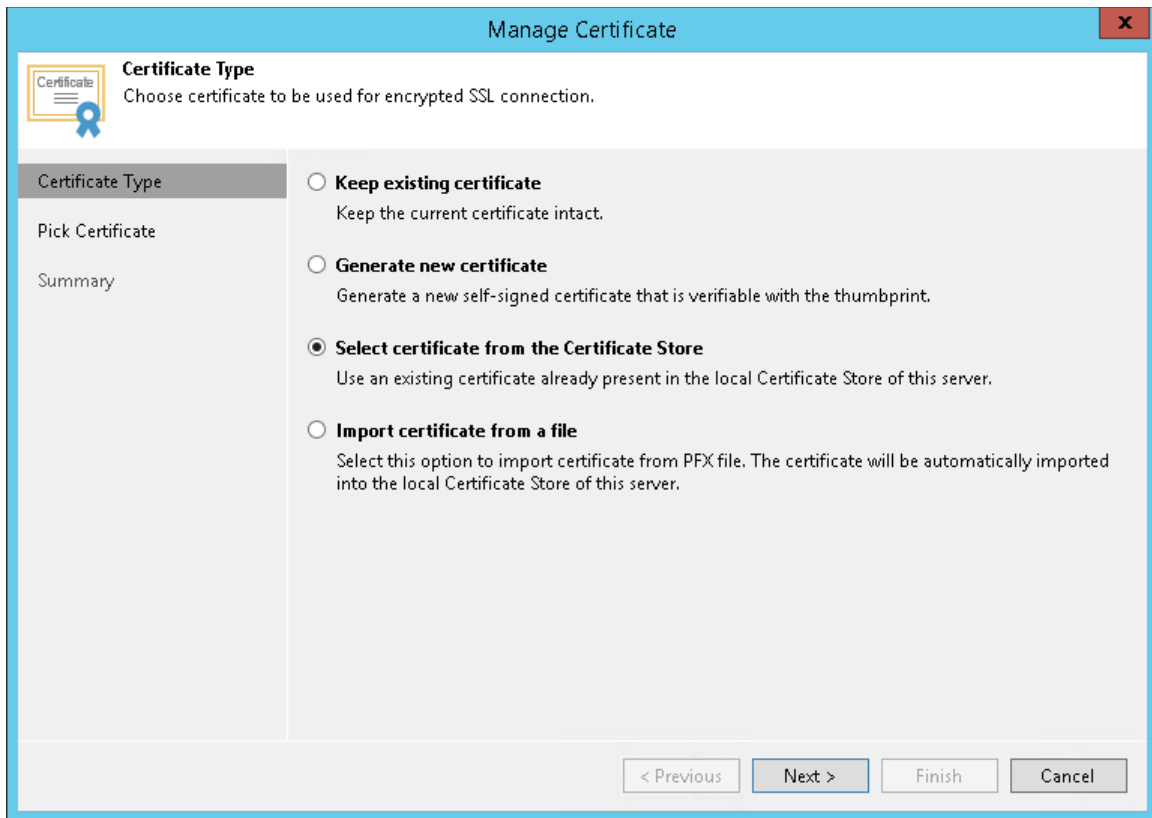 Manage Certificate
x
Certificate
Certificate Type
Choose certificate to be used for encrypted SSL connection.
Certificate Type
Pick Certificate
Summary
Keep existing certificate
Keep the current certificate intact.
Generate new certificate
Generate a new self-signed certificate that is verifiable with the thumbprint.
Select certificate from the Certificate Store
Use an existing certificate already present in the local Certificate Store of this server.
Import certificate from a file
Select this option to import certificate from PFX file. The certificate will be automatically imported
into the local Certificate Store of this server.
< Previous
Next >
Finish
Cancel